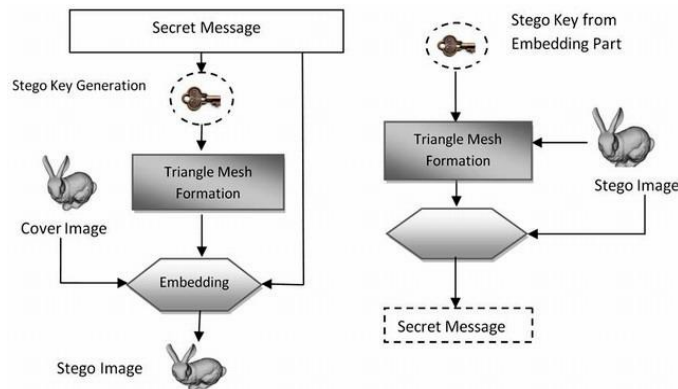 Secret Message
Stego Key Generation
Triangle Mesh
Formation
Cover Image
Embedding
Stego Image
Stego Key from
Embedding Part
Triangle Mesh
Formation
Stego Image
Secret Message